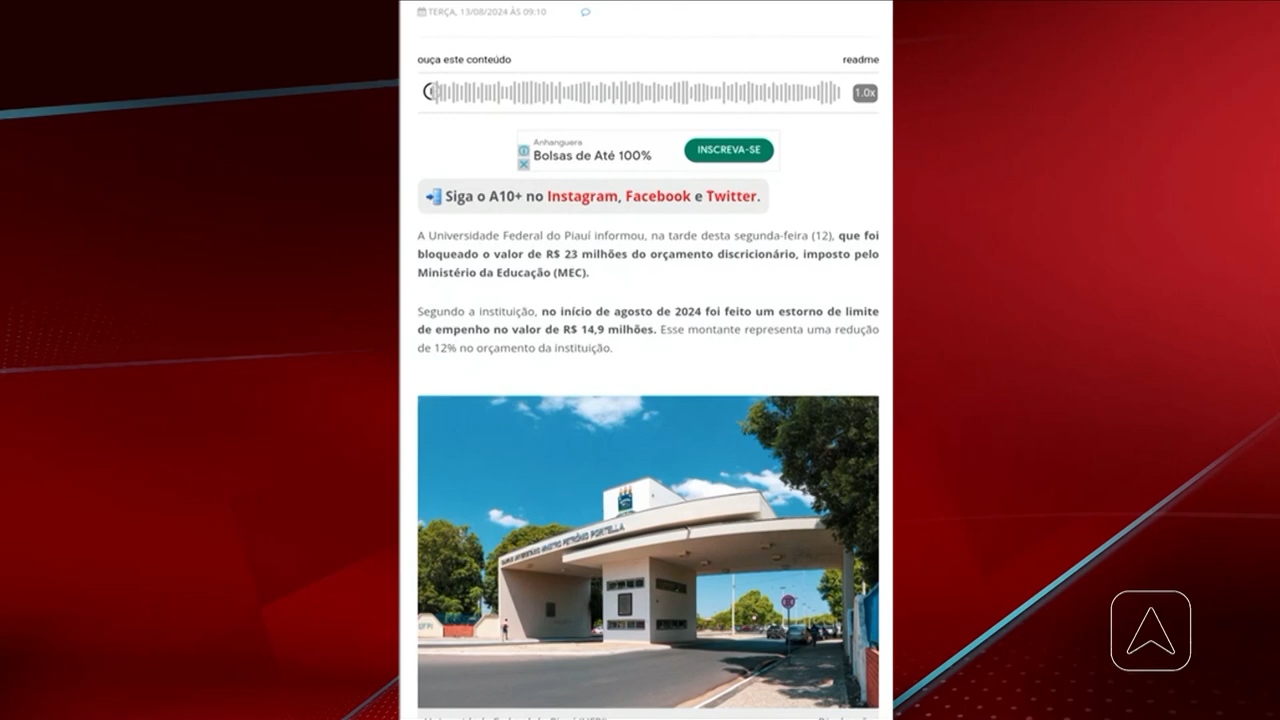 TERÇA, 13/08/2024 ÀS 09:10
ouça este conteúdo
readme
1.0x
Anhanguera
Bolsas de Até 100%
INSCREVA-SE
Siga o A10+ no Instagram, Facebook e Twitter.
A Universidade Federal do Piauí informou, na tarde desta segunda-feira (12), que foi
bloqueado o valor de R$ 23 milhões do orçamento discricionário, imposto pelo
Ministério da Educação (MEC).
Segundo a instituição, no início de agosto de 2024 foi feito um estorno de limite
de empenho no valor de R$ 14,9 milhões. Esse montante representa uma redução
de 12% no orçamento da instituição.
MINISTRO PETRÔNIO PORTELLA